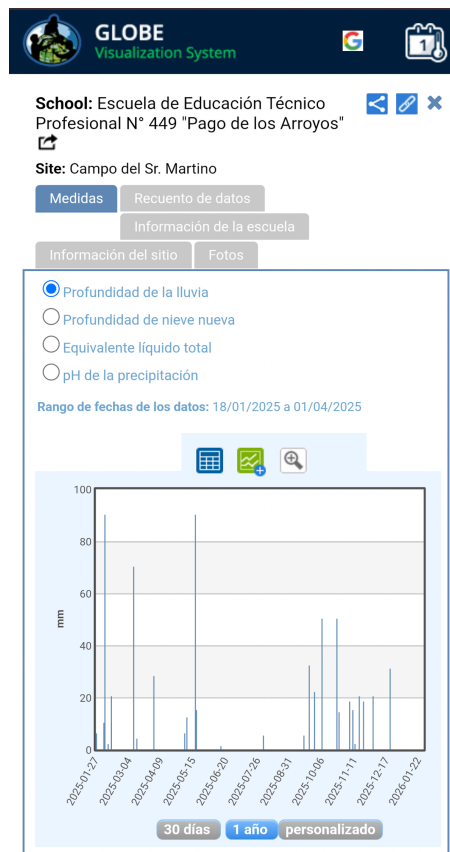 GLOBE
Visualization System
1
School: Escuela de Educación Técnico
Profesional N° 449 "Pago de los Arroyos"
Site: Campo del Sr. Martino
Medidas
Recuento de datos
Información de la escuela
Información del sitio
Fotos
Profundidad de la lluvia
Profundidad de nieve nueva
Equivalente líquido total
pH de la precipitación
Rango de fechas de los datos: 18/01/2025 a 01/04/2025
100
80
60
40
20
0
mm
2025-01-27
2025-03-04
2025-04-09
2025-05-15
2025-06-20
2025-07-26
2025-08-31
2025-10-06
2025-11-11
2025-12-17
2026-01-22
30 días
1 año
personalizado